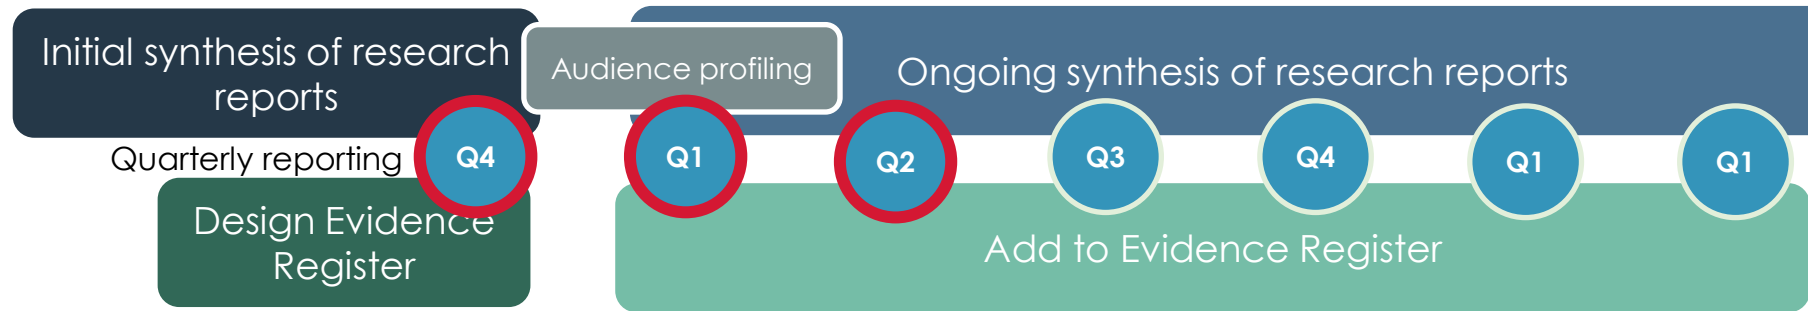 Initial synthesis of research
reports
Audience profiling
Ongoing synthesis of research reports
Quarterly reporting
Q4
Q1
Q2
Q3
Q4
Q1
Q1
Design Evidence
Register
Add to Evidence Register